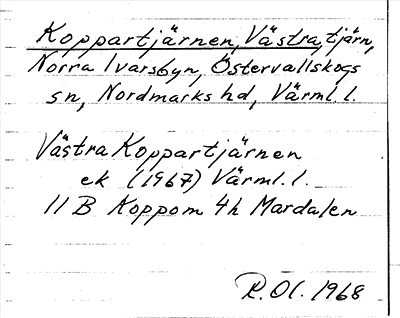 Koppartjärnen, Västra, tjärn,
Norra Ivarsbyn, Östervallskogs
sn, Nordmarks hd, Värml. l.
Västra Koppartjärnen
ek (1967) Värml. l.
11 B Koppom 4h Mardalen
R. Ol. 1968